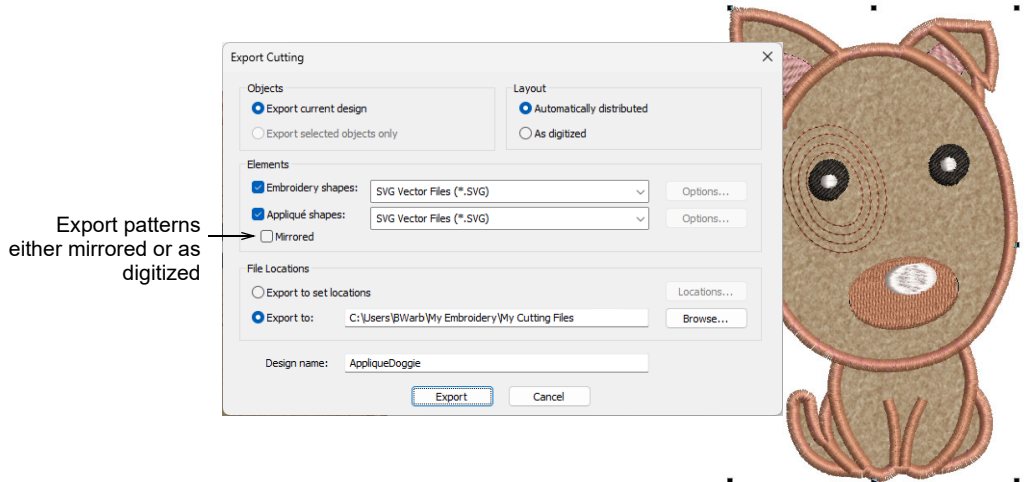 Export Cutting
Objects
Export current design
Export selected objects only
Layout
Automatically distributed
As digitized
Elements
Embroidery shapes: SVG Vector Files (*.SVG) Options...
Appliqué shapes: SVG Vector Files (*.SVG) Options...
Mirrored
Export patterns
either mirrored or as
digitized
File Locations
Export to set locations Locations...
Export to: C:\Users\BWarb\My Embroidery\My Cutting Files Browse...
Design name: AppliqueDoggie
Export Cancel